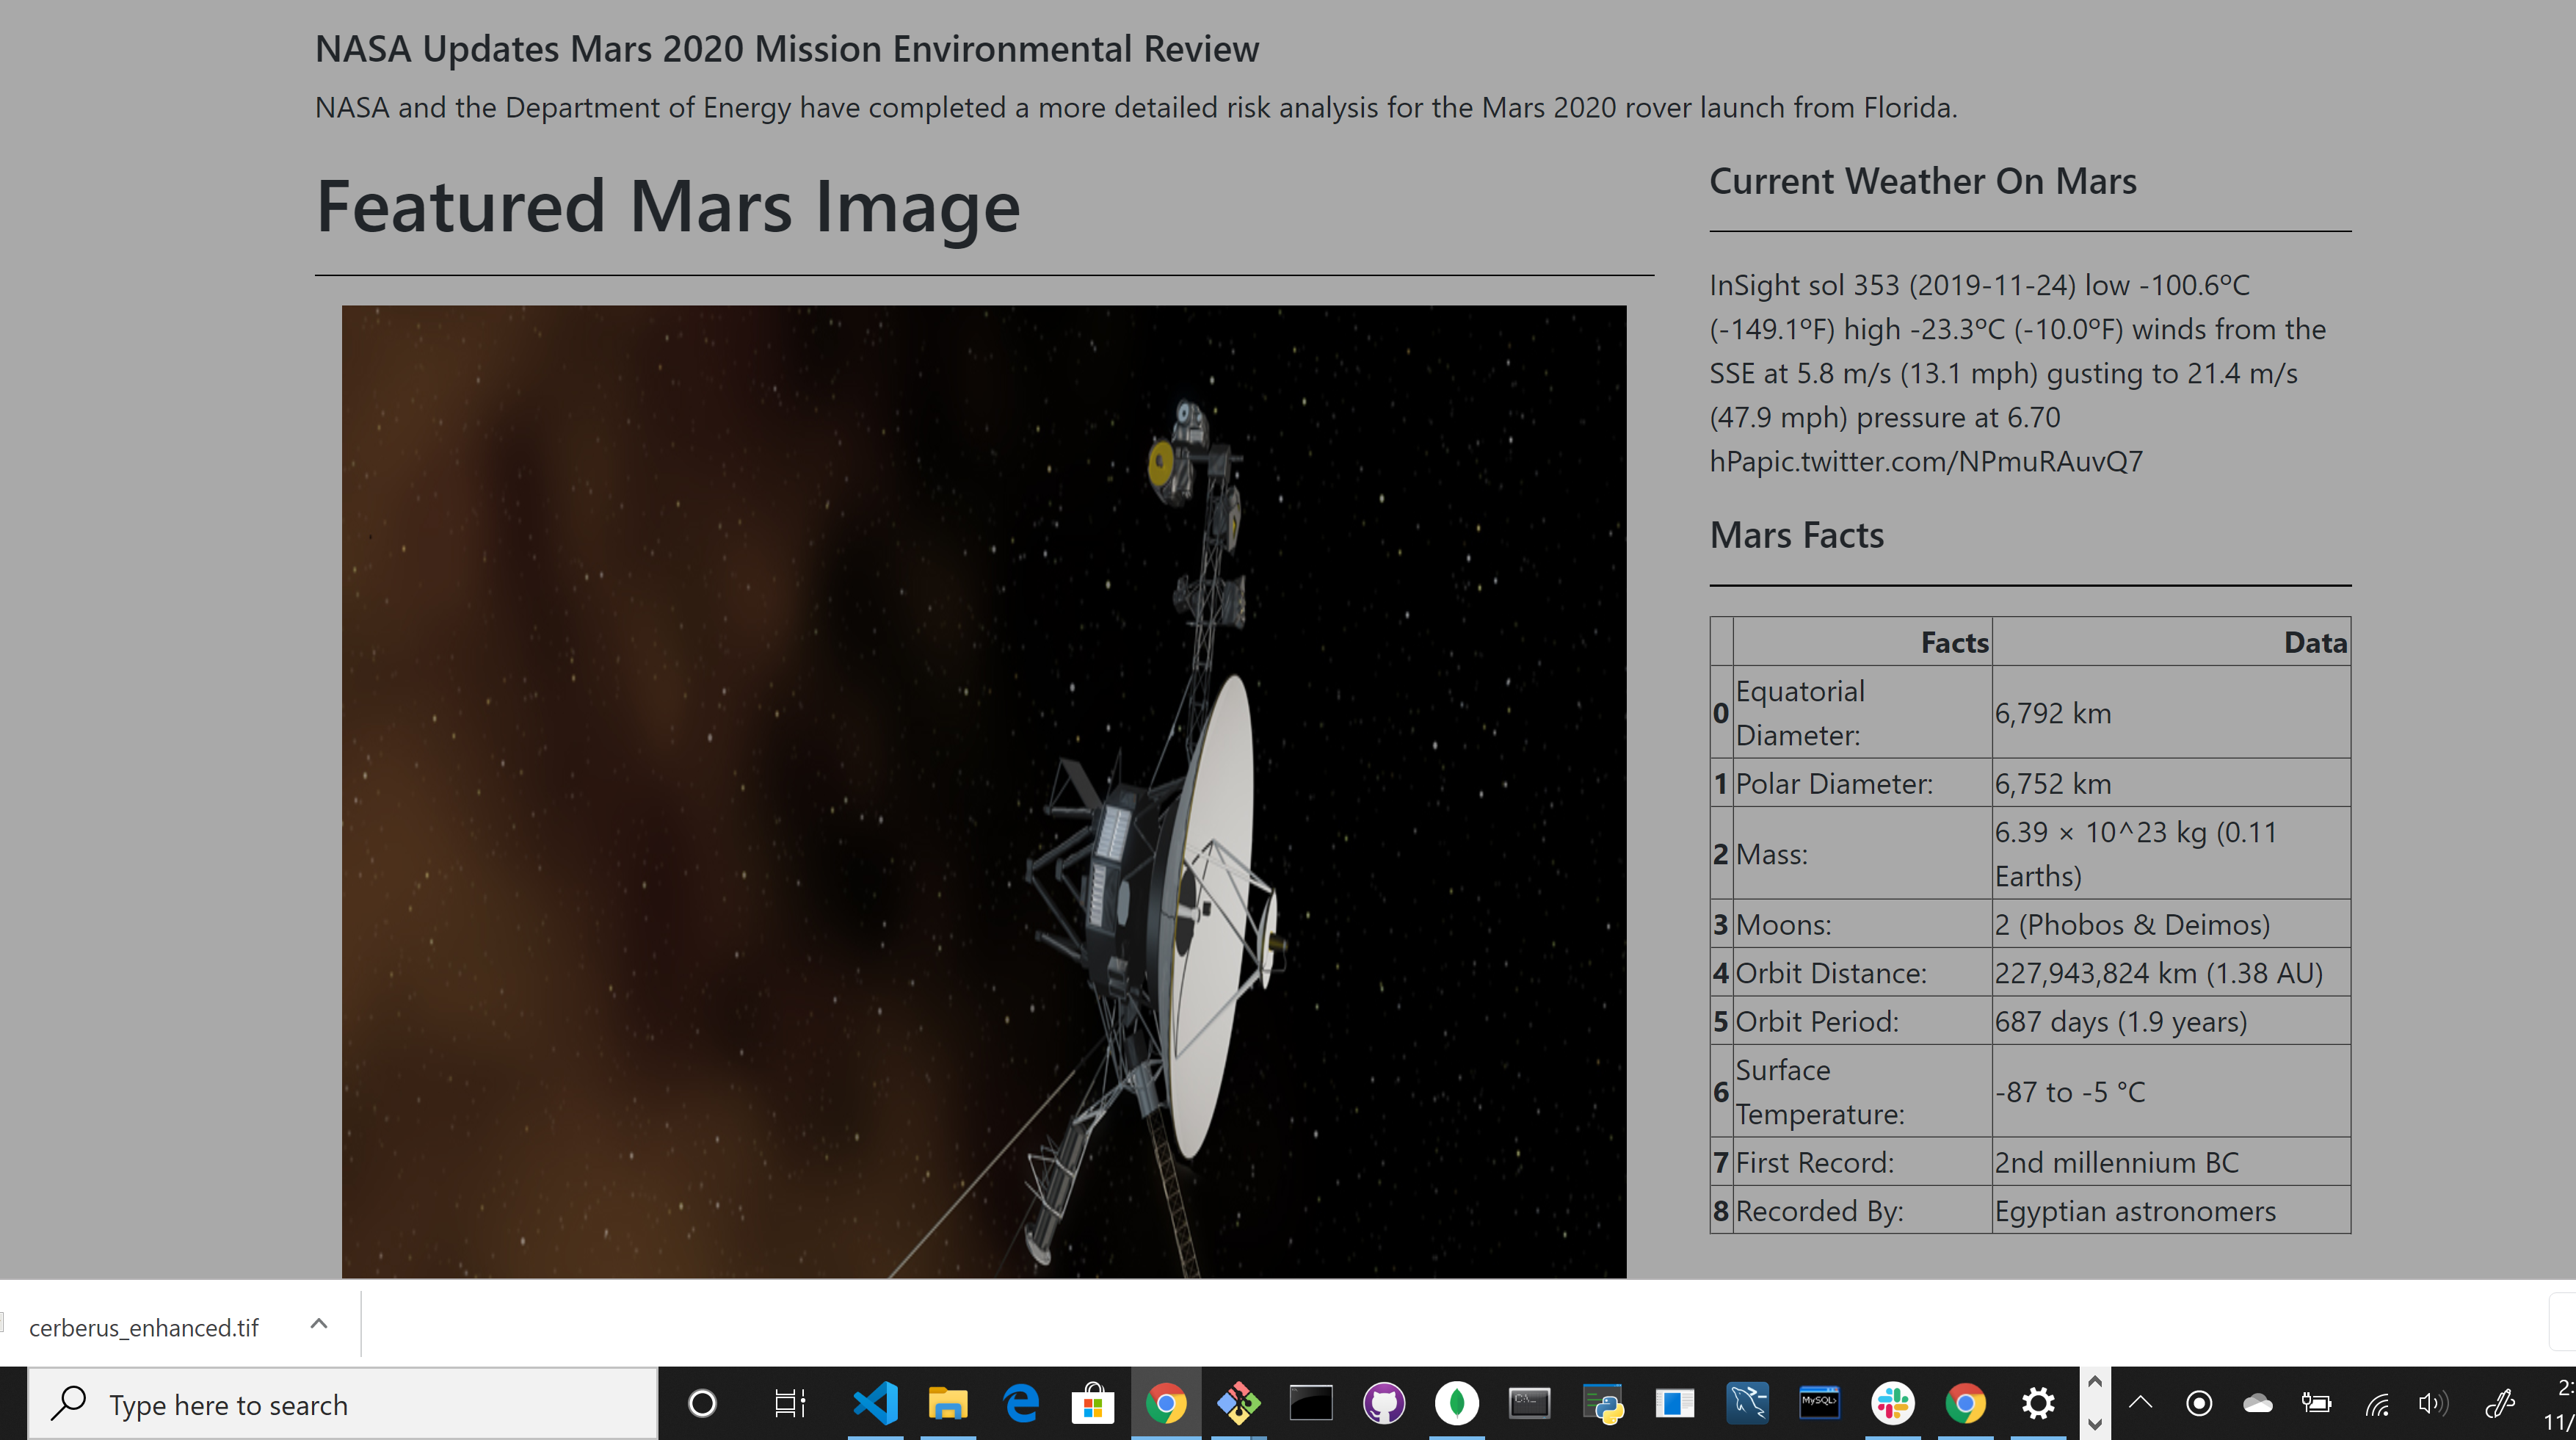 NASA Updates Mars 2020 Mission Environmental Review
NASA and the Department of Energy have completed a more detailed risk analysis for the Mars 2020 rover launch from Florida.
Featured Mars Image
Current Weather On Mars
InSight sol 353 (2019-11-24) low -100.6ºC
(-149.1ºF) high -23.3ºC (-10.0ºF) winds from the
SSE at 5.8 m/s (13.1 mph) gusting to 21.4 m/s
(47.9 mph) pressure at 6.70
hPapic.twitter.com/NPmuRAuvQ7
Mars Facts
Facts Data
0 Equatorial Diameter: 6,792 km
1 Polar Diameter: 6,752 km
2 Mass: 6.39 × 10^23 kg (0.11 Earths)
3 Moons: 2 (Phobos & Deimos)
4 Orbit Distance: 227,943,824 km (1.38 AU)
5 Orbit Period: 687 days (1.9 years)
6 Surface Temperature: -87 to -5 °C
7 First Record: 2nd millennium BC
8 Recorded By: Egyptian astronomers
cerberus_enhanced.tif
Type here to search
MySQL
2:
11/